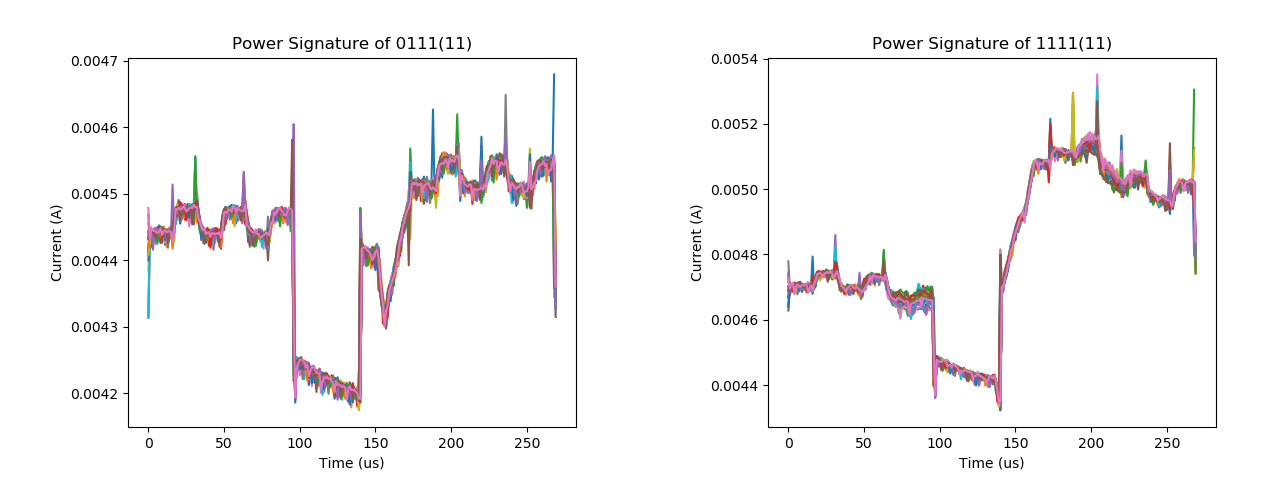 Power Signature of 0111(11)
0.0047
0.0046
0.0045
0.0044
0.0043
0.0042
Current (A)
0 50 100 150 200 250
Time (us)
Power Signature of 1111(11)
0.0054
0.0052
0.0050
0.0048
0.0046
0.0044
Current (A)
0 50 100 150 200 250
Time (us)